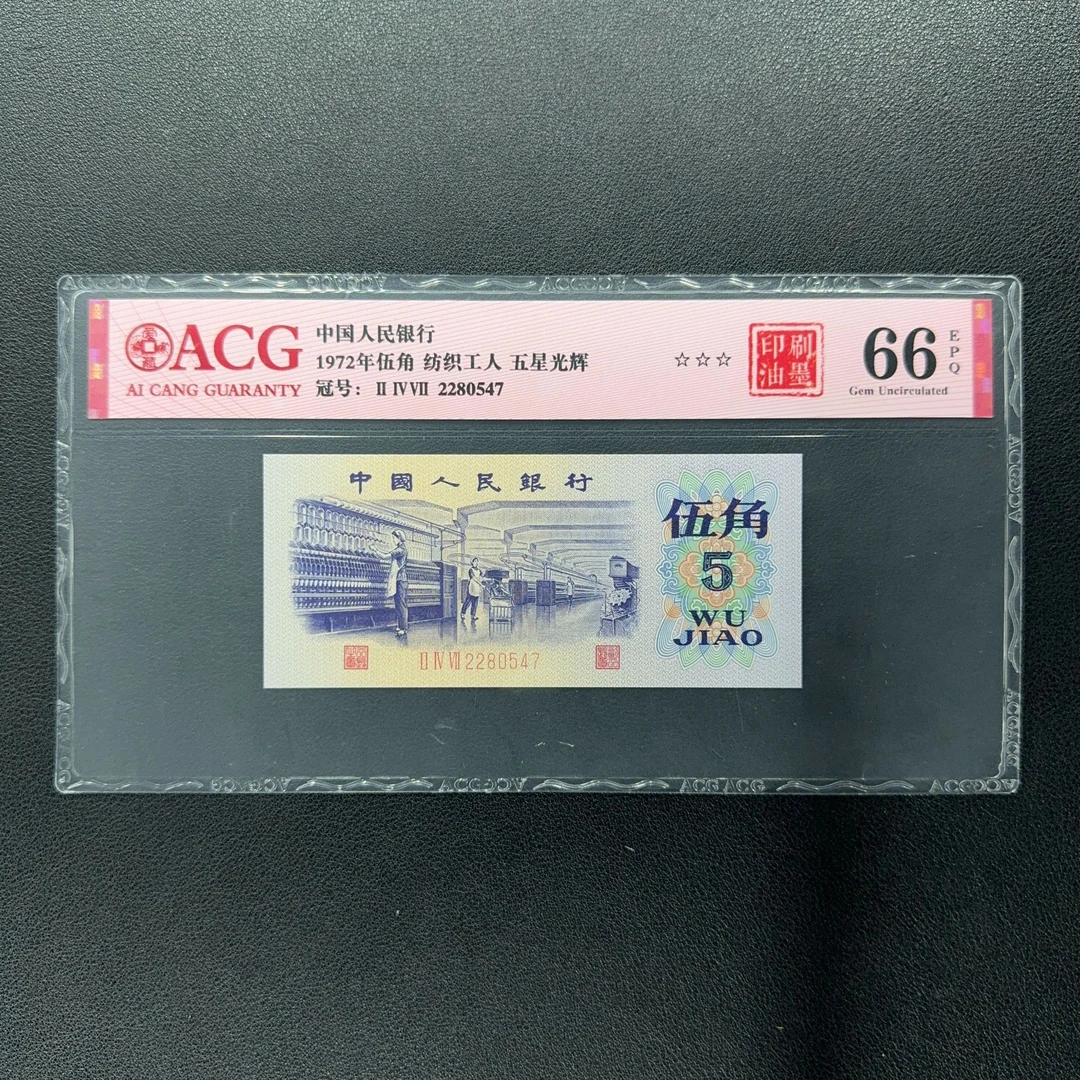 ACG
AI CANG GUARANTY
中国人民银行
1972年伍角 纺织工人 五星光辉
冠号: Ⅱ Ⅳ Ⅶ 2280547
☆☆☆
印刷
油墨
66
EPQ
Gem Uncirculated
中國人民銀行
伍角
5
WU
JIAO
Ⅱ Ⅳ Ⅶ 2280547
ACG ACG